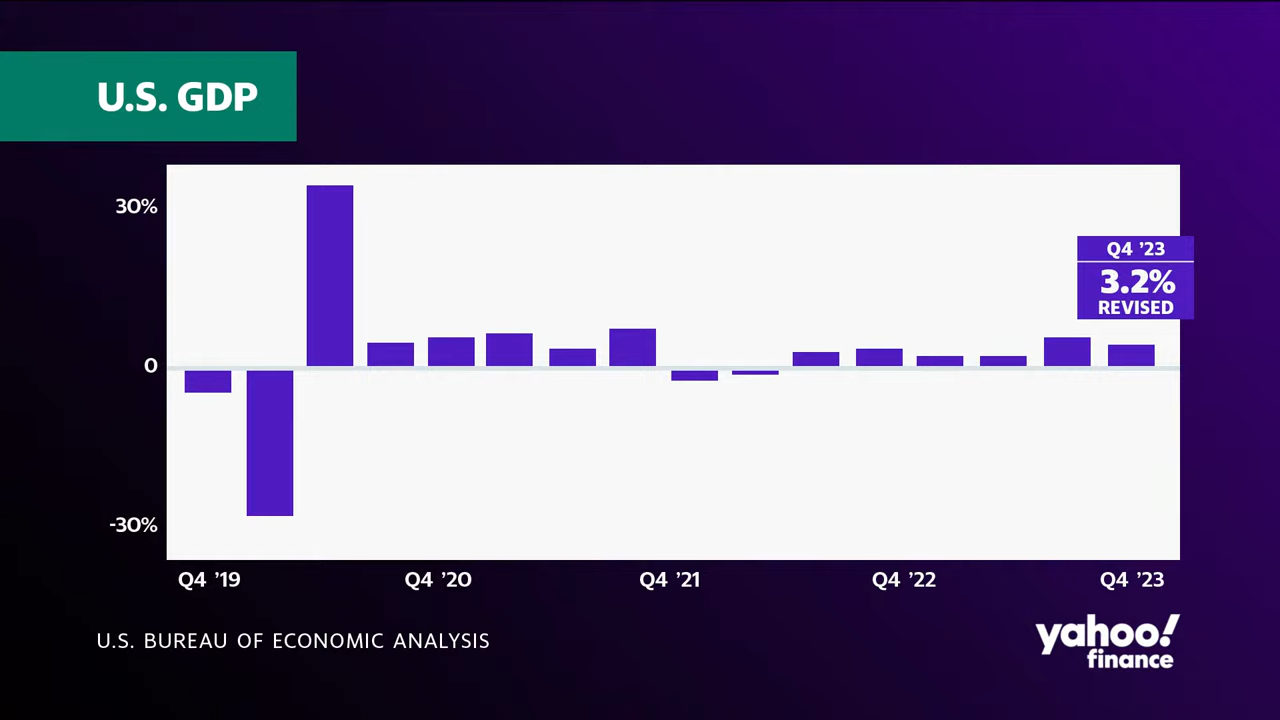 U.S. GDP
30%
0
-30%
Q4 ’23
3.2%
REVISED
Q4 ’19
Q4 ’20
Q4 ’21
Q4 ’22
Q4 ’23
U.S. BUREAU OF ECONOMIC ANALYSIS
yahoo!
finance